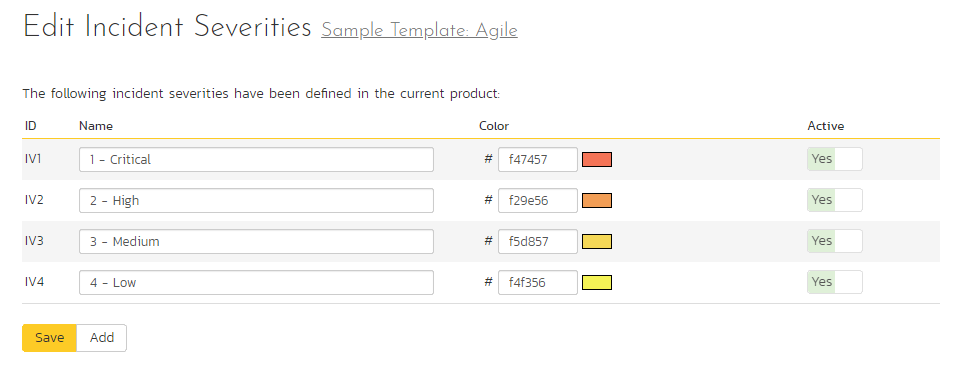 Edit Incident Severities Sample Template: Agile
The following incident severities have been defined in the current product:
ID Name Color Active
IV1 1 - Critical # f47457 Yes
IV2 2 - High # f29e56 Yes
IV3 3 - Medium # f5d857 Yes
IV4 4 - Low # f4f356 Yes
Save Add